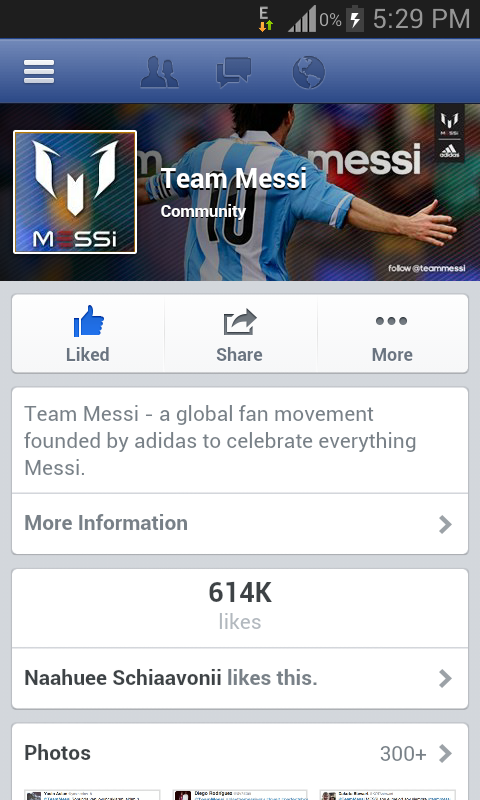 E 0% 5:29 PM
messi
MESSi
adidas
MESSi
Team Messi
Community
follow @teammessi
10
Liked
Share
More
Team Messi - a global fan movement
founded by adidas to celebrate everything
Messi.
More Information
614K
likes
Naahuee Schiaavonii likes this.
Photos 300+
Diego Rodriguez